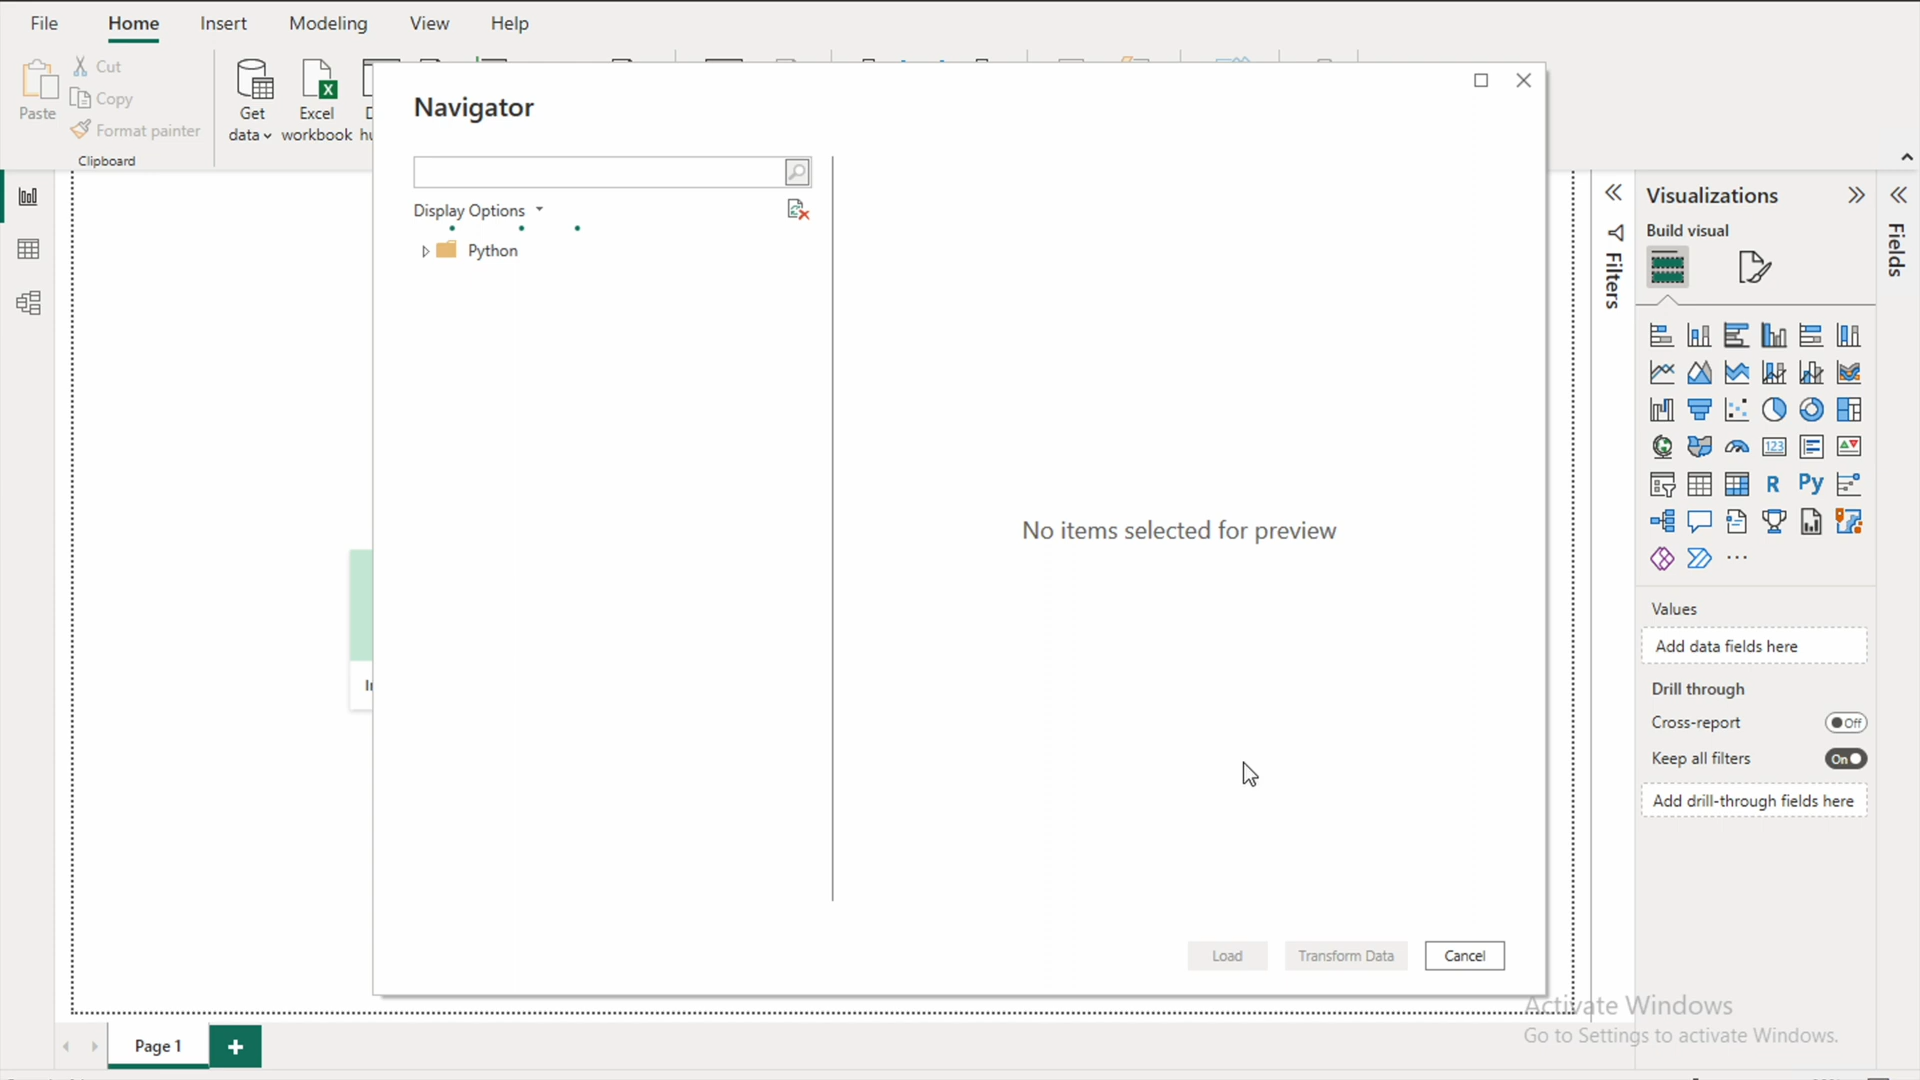 File
Home
Insert
Modeling
View
Help
Paste
Cut
Copy
Format painter
Clipboard
Get
data
Excel
workbook
Navigator
Display Options
Python
No items selected for preview
Load
Transform Data
Cancel
Filters
Visualizations
Build visual
123
R
Py
...
Values
Add data fields here
Drill through
Cross-report
Off
Keep all filters
On
Add drill-through fields here
Fields
Activate Windows
Go to Settings to activate Windows.
Page 1